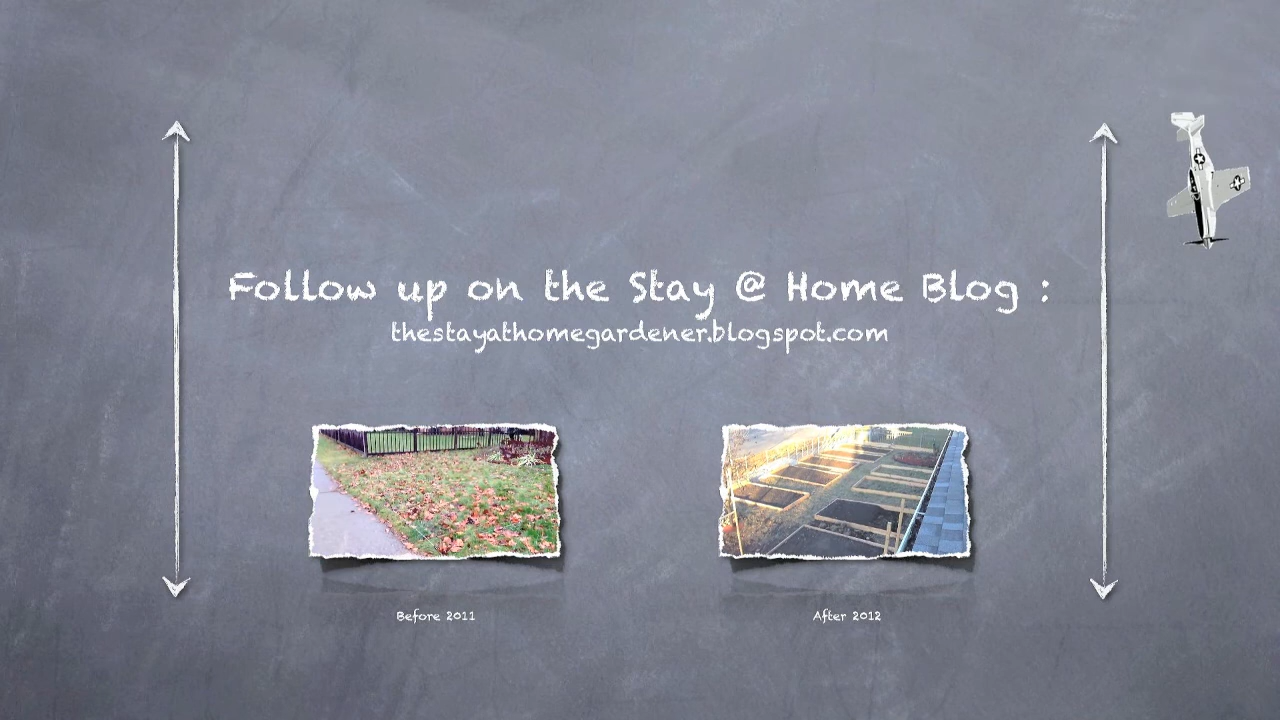 Follow up on the Stay @ Home Blog :
thestayathomegardener.blogspot.com
Before 2011
After 2012